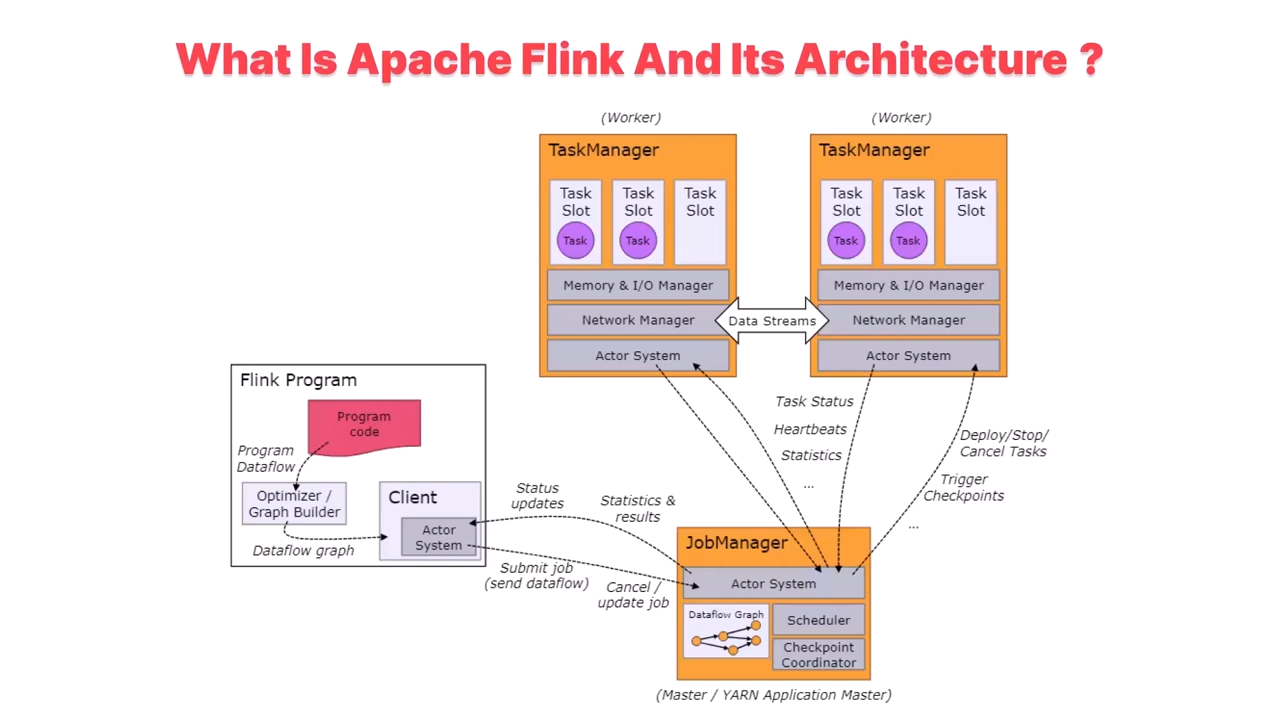 What Is Apache Flink And Its Architecture ?
(Worker)
TaskManager
Task
Slot
Task
Task
Slot
Task
Task
Slot
Memory & I/O Manager
Network Manager
Actor System
(Worker)
TaskManager
Task
Slot
Task
Task
Slot
Task
Task
Slot
Memory & I/O Manager
Network Manager
Actor System
Data Streams
Flink Program
Program
code
Program
Dataflow
Optimizer /
Graph Builder
Dataflow graph
Client
Actor
System
Status
updates
Statistics &
results
Submit job
(send dataflow)
Cancel /
update job
Task Status
Heartbeats
Statistics
...
Deploy/Stop/
Cancel Tasks
Trigger
Checkpoints
...
JobManager
Actor System
Dataflow Graph
Scheduler
Checkpoint
Coordinator
(Master / YARN Application Master)